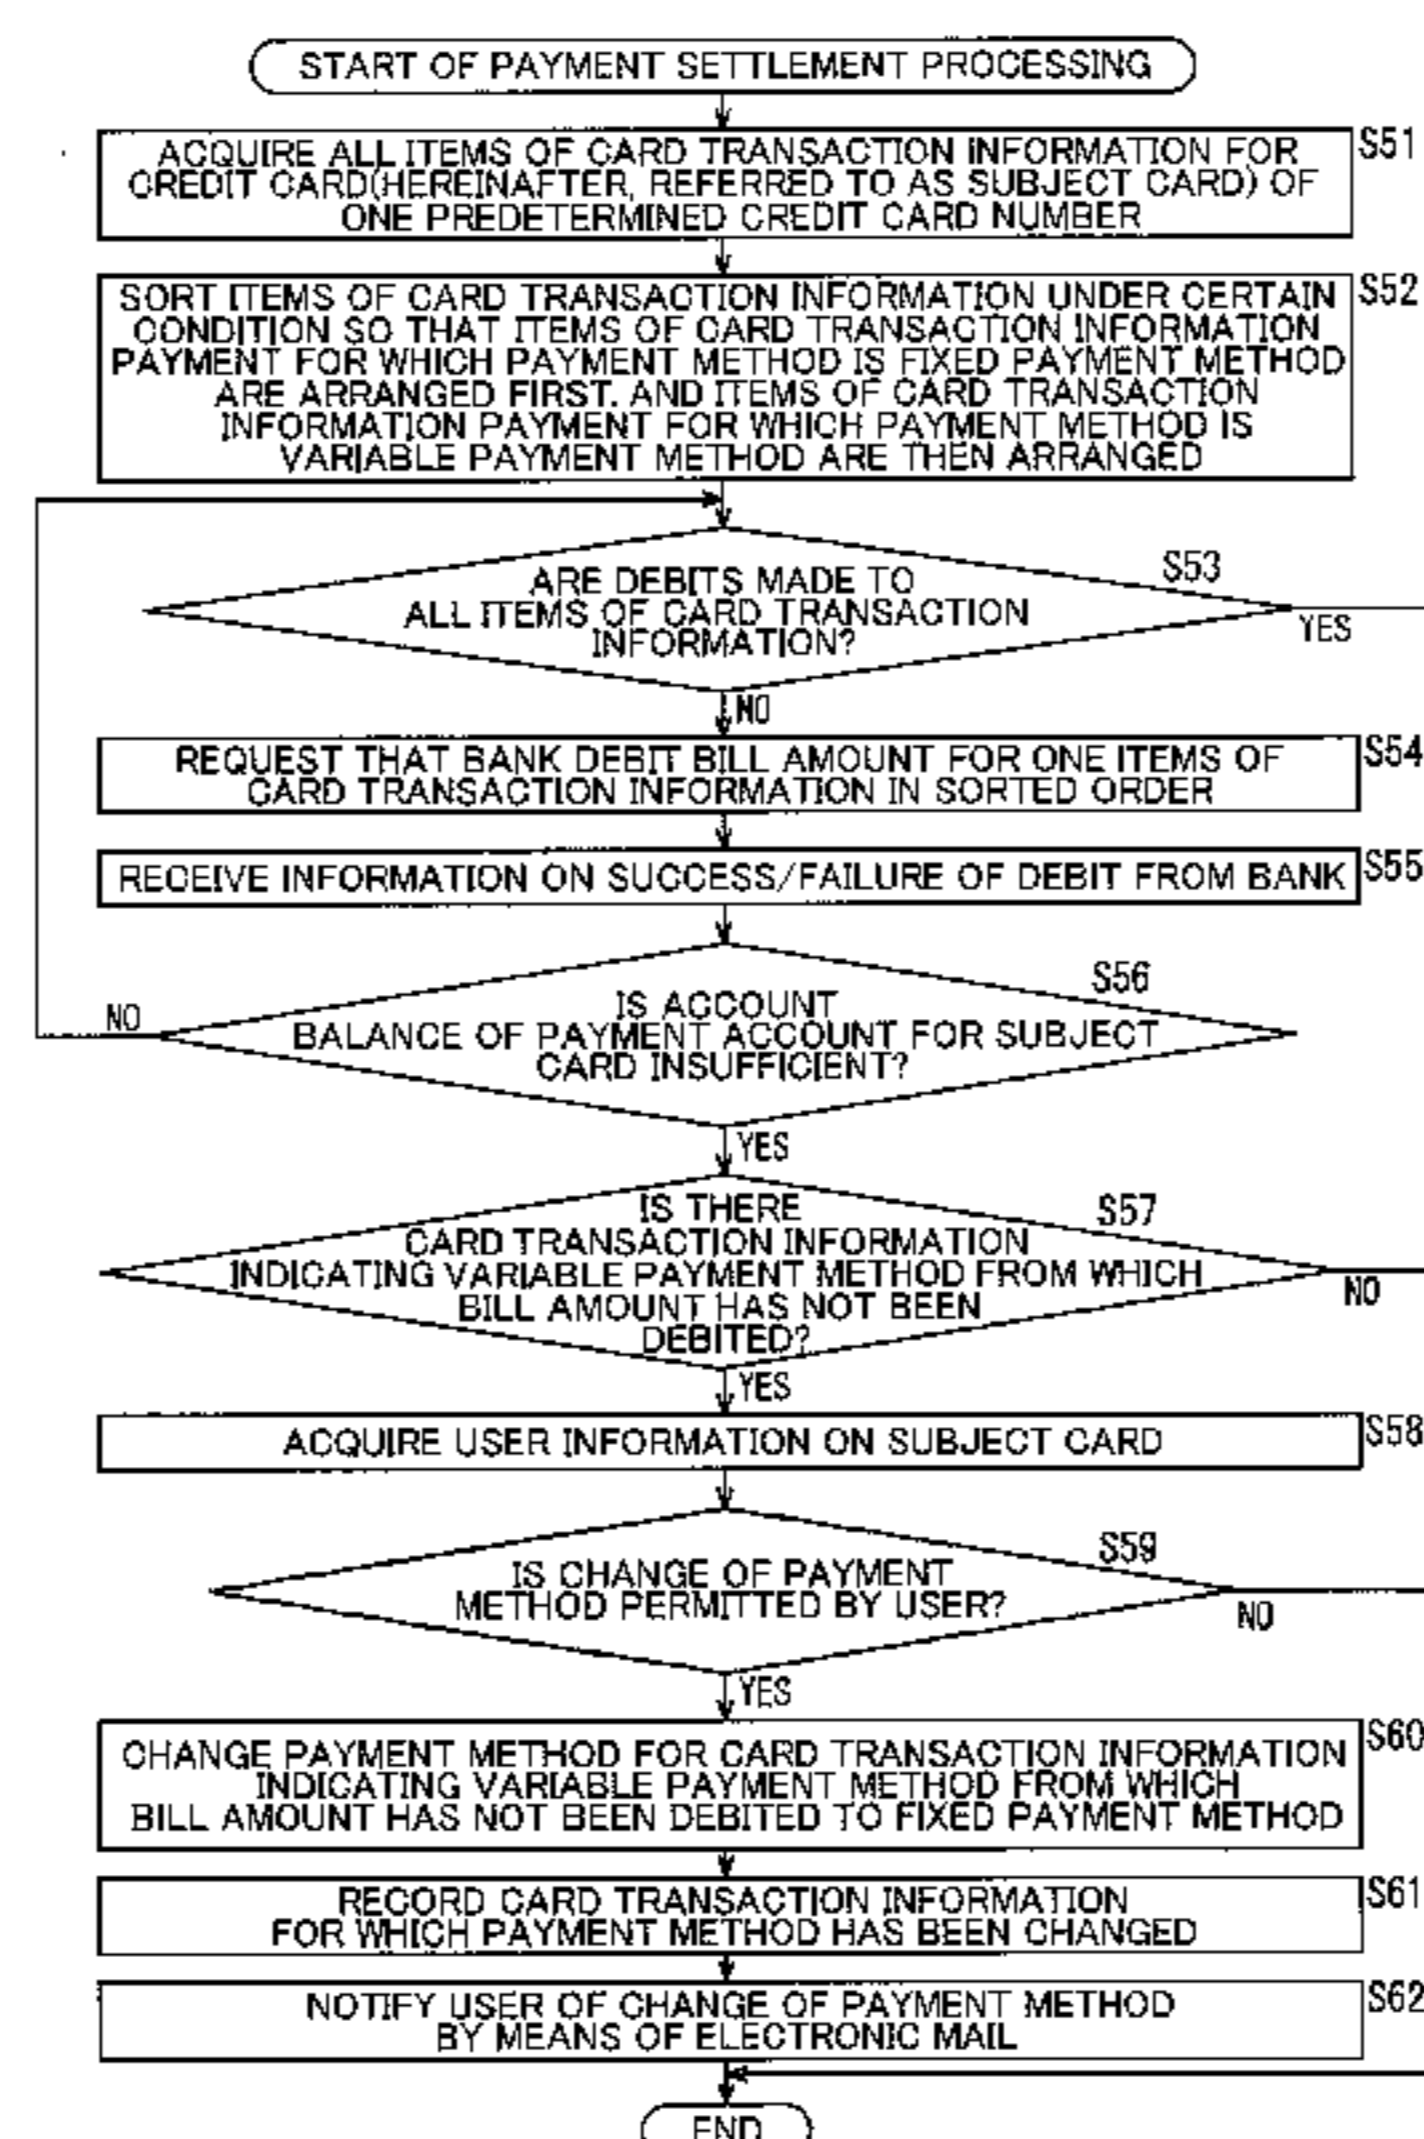 START OF PAYMENT SETTLEMENT PROCESSING
S51
ACQUIRE ALL ITEMS OF CARD TRANSACTION INFORMATION FOR
CREDIT CARD(HEREINAFTER, REFERRED TO AS SUBJECT CARD) OF
ONE PREDETERMINED CREDIT CARD NUMBER
S52
SORT ITEMS OF CARD TRANSACTION INFORMATION UNDER CERTAIN
CONDITION SO THAT ITEMS OF CARD TRANSACTION INFORMATION
PAYMENT FOR WHICH PAYMENT METHOD IS FIXED PAYMENT METHOD
ARE ARRANGED FIRST. AND ITEMS OF CARD TRANSACTION
INFORMATION PAYMENT FOR WHICH PAYMENT METHOD IS
VARIABLE PAYMENT METHOD ARE THEN ARRANGED
S53
ARE DEBITS MADE TO
ALL ITEMS OF CARD TRANSACTION
INFORMATION?
YES
NO
S54
REQUEST THAT BANK DEBIT BILL AMOUNT FOR ONE ITEMS OF
CARD TRANSACTION INFORMATION IN SORTED ORDER
S55
RECEIVE INFORMATION ON SUCCESS/FAILURE OF DEBIT FROM BANK
S56
IS ACCOUNT
BALANCE OF PAYMENT ACCOUNT FOR SUBJECT
CARD INSUFFICIENT?
NO
YES
S57
IS THERE
CARD TRANSACTION INFORMATION
INDICATING VARIABLE PAYMENT METHOD FROM WHICH
BILL AMOUNT HAS NOT BEEN
DEBITED?
NO
YES
S58
ACQUIRE USER INFORMATION ON SUBJECT CARD
S59
IS CHANGE OF PAYMENT
METHOD PERMITTED BY USER?
NO
YES
S60
CHANGE PAYMENT METHOD FOR CARD TRANSACTION INFORMATION
INDICATING VARIABLE PAYMENT METHOD FROM WHICH
BILL AMOUNT HAS NOT BEEN DEBITED TO FIXED PAYMENT METHOD
S61
RECORD CARD TRANSACTION INFORMATION
FOR WHICH PAYMENT METHOD HAS BEEN CHANGED
S62
NOTIFY USER OF CHANGE OF PAYMENT METHOD
BY MEANS OF ELECTRONIC MAIL
END